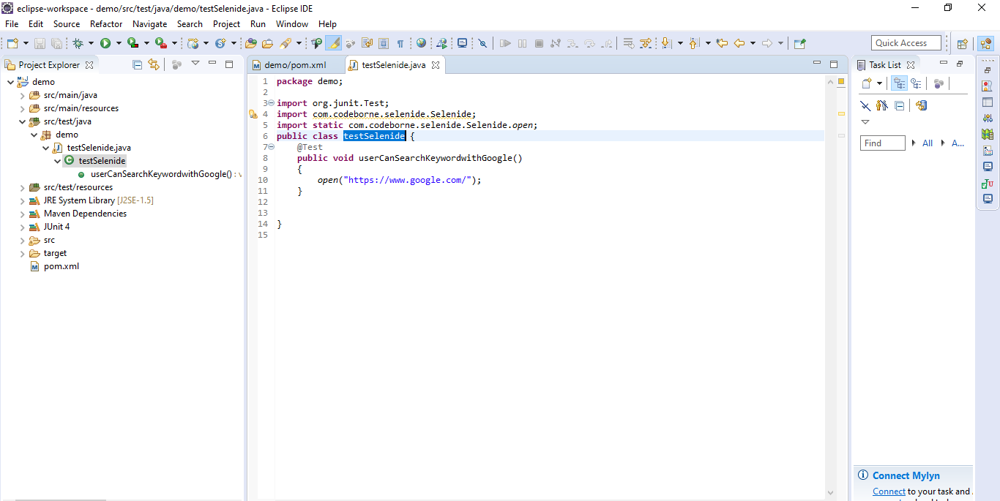 eclipse-workspace - demo/src/test/java/demo/testSelenide.java - Eclipse IDE
File Edit Source Refactor Navigate Search Project Run Window Help
Quick Access
Project Explorer
demo
src/main/java
src/main/resources
src/test/java
demo
testSelenide.java
testSelenide
userCanSearchKeywordwithGoogle() : v
src/test/resources
JRE System Library [J2SE-1.5]
Maven Dependencies
JUnit 4
src
target
pom.xml
demo/pom.xml testSelenide.java
1 package demo;
2
3 import org.junit.Test;
4 import com.codeborne.selenide.Selenide;
5 import static com.codeborne.selenide.Selenide.open;
6 public class testSelenide {
7 @Test
8 public void userCanSearchKeywordwithGoogle()
9 {
10 open("https://www.google.com/");
11 }
12
13
14 }
15
Task List
Find All A...
Connect Mylyn
Connect to your task and